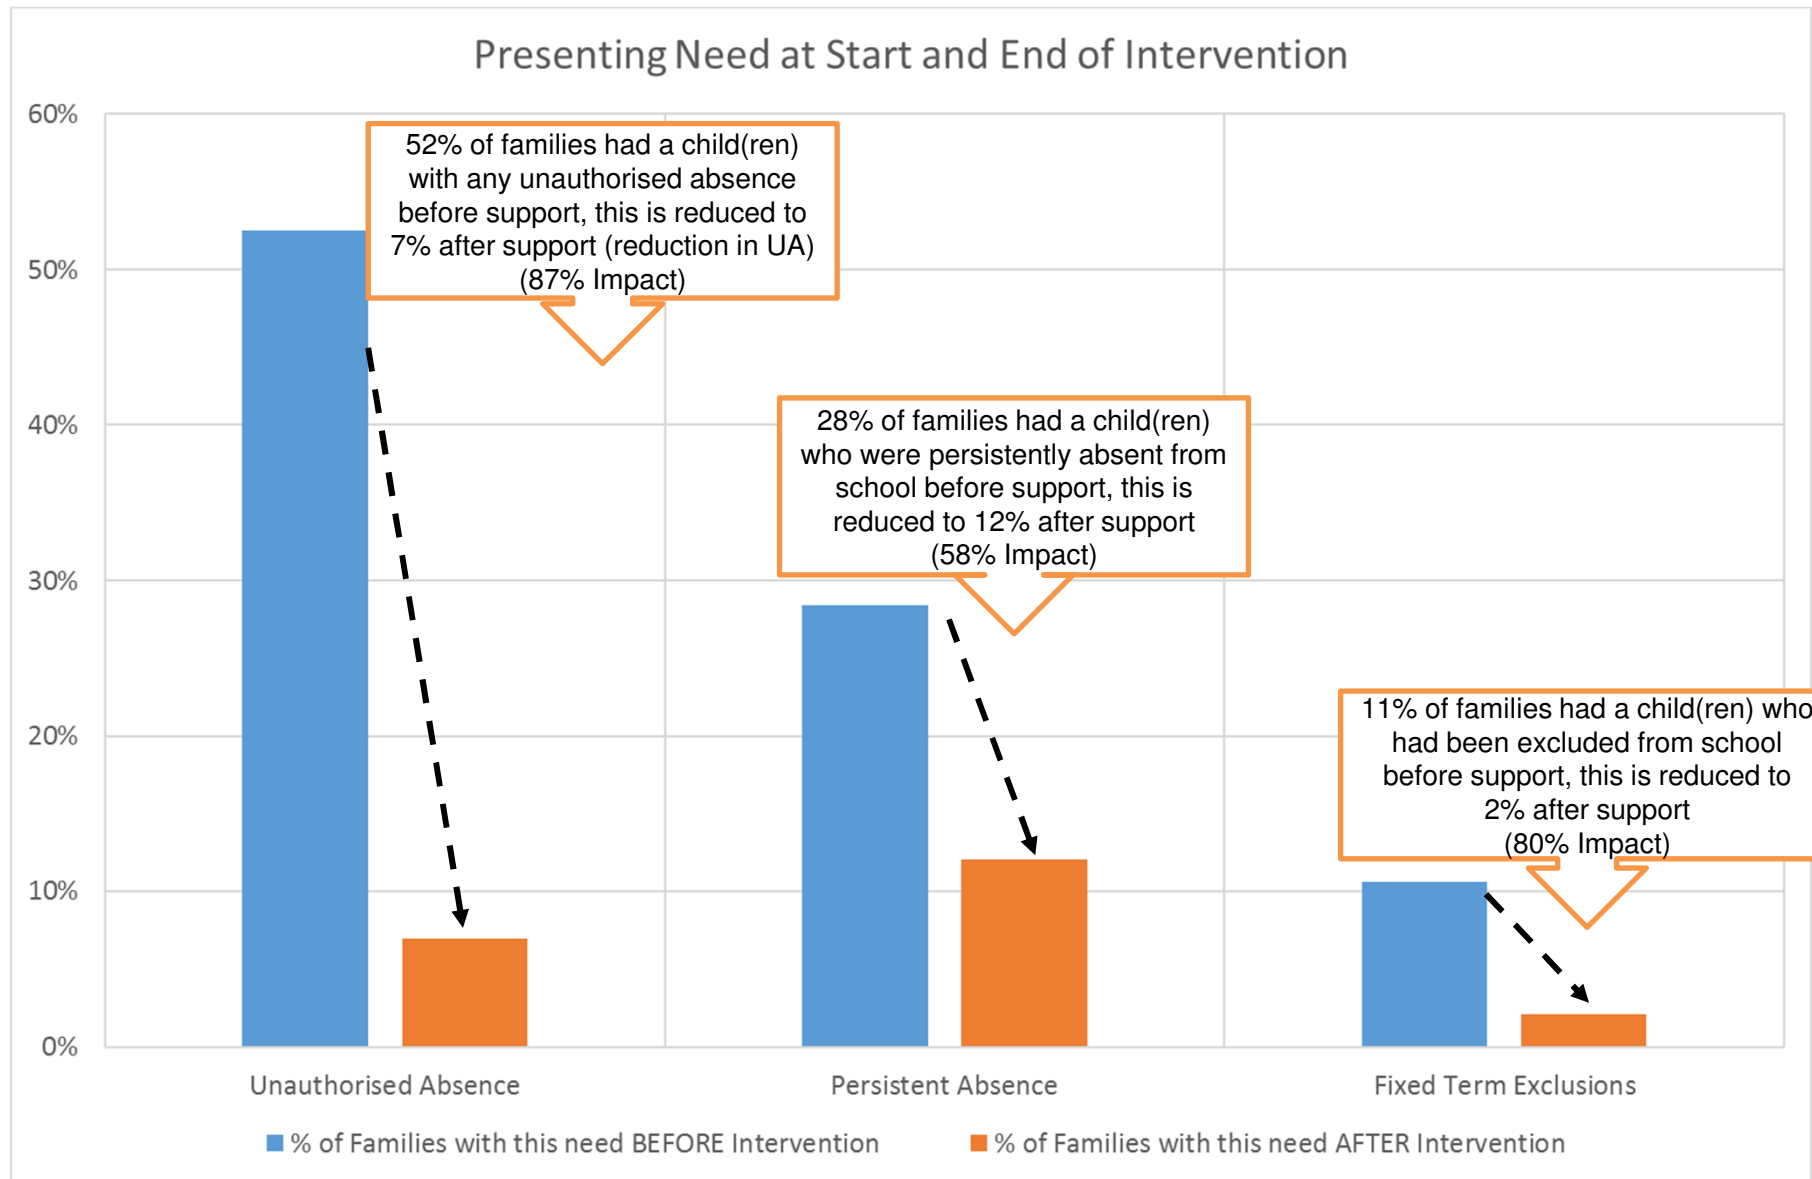 Presenting Need at Start and End of Intervention
60%
50%
40%
30%
20%
10%
0%
52% of families had a child(ren)
with any unauthorised absence
before support, this is reduced to
7% after support (reduction in UA)
(87% Impact)
28% of families had a child(ren)
who were persistently absent from
school before support, this is
reduced to 12% after support
(58% Impact)
11% of families had a child(ren) who
had been excluded from school
before support, this is reduced to
2% after support
(80% Impact)
Unauthorised Absence
Persistent Absence
Fixed Term Exclusions
% of Families with this need BEFORE Intervention
% of Families with this need AFTER Intervention